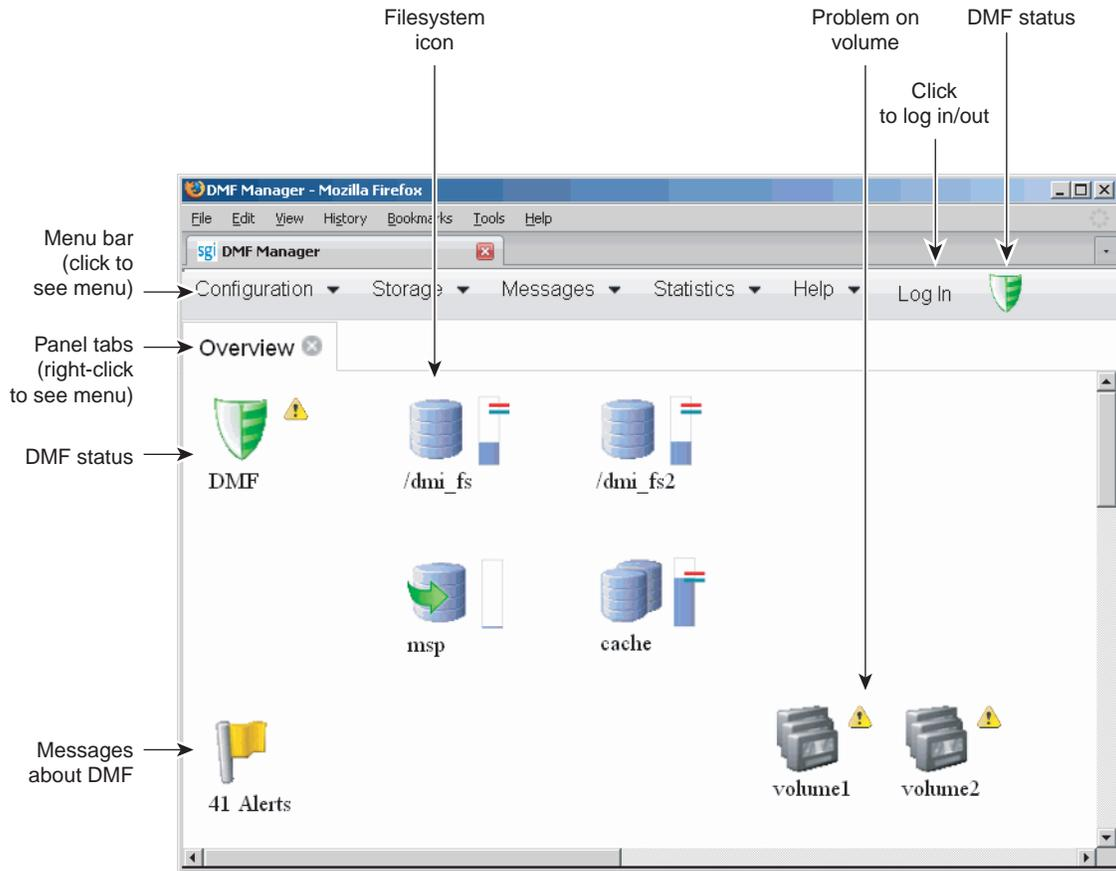 Filesystem
icon
Problem on
volume
DMF status
Click
to log in/out
DMF Manager - Mozilla Firefox
File Edit View History Bookmarks Tools Help
sgi DMF Manager
Menu bar
(click to
see menu)
Configuration Storage Messages Statistics Help Log In
Panel tabs
(right-click
to see menu)
Overview
DMF status
DMF
/dmi_fs
/dmi_fs2
msp
cache
Messages
about DMF
41 Alerts
volume1
volume2